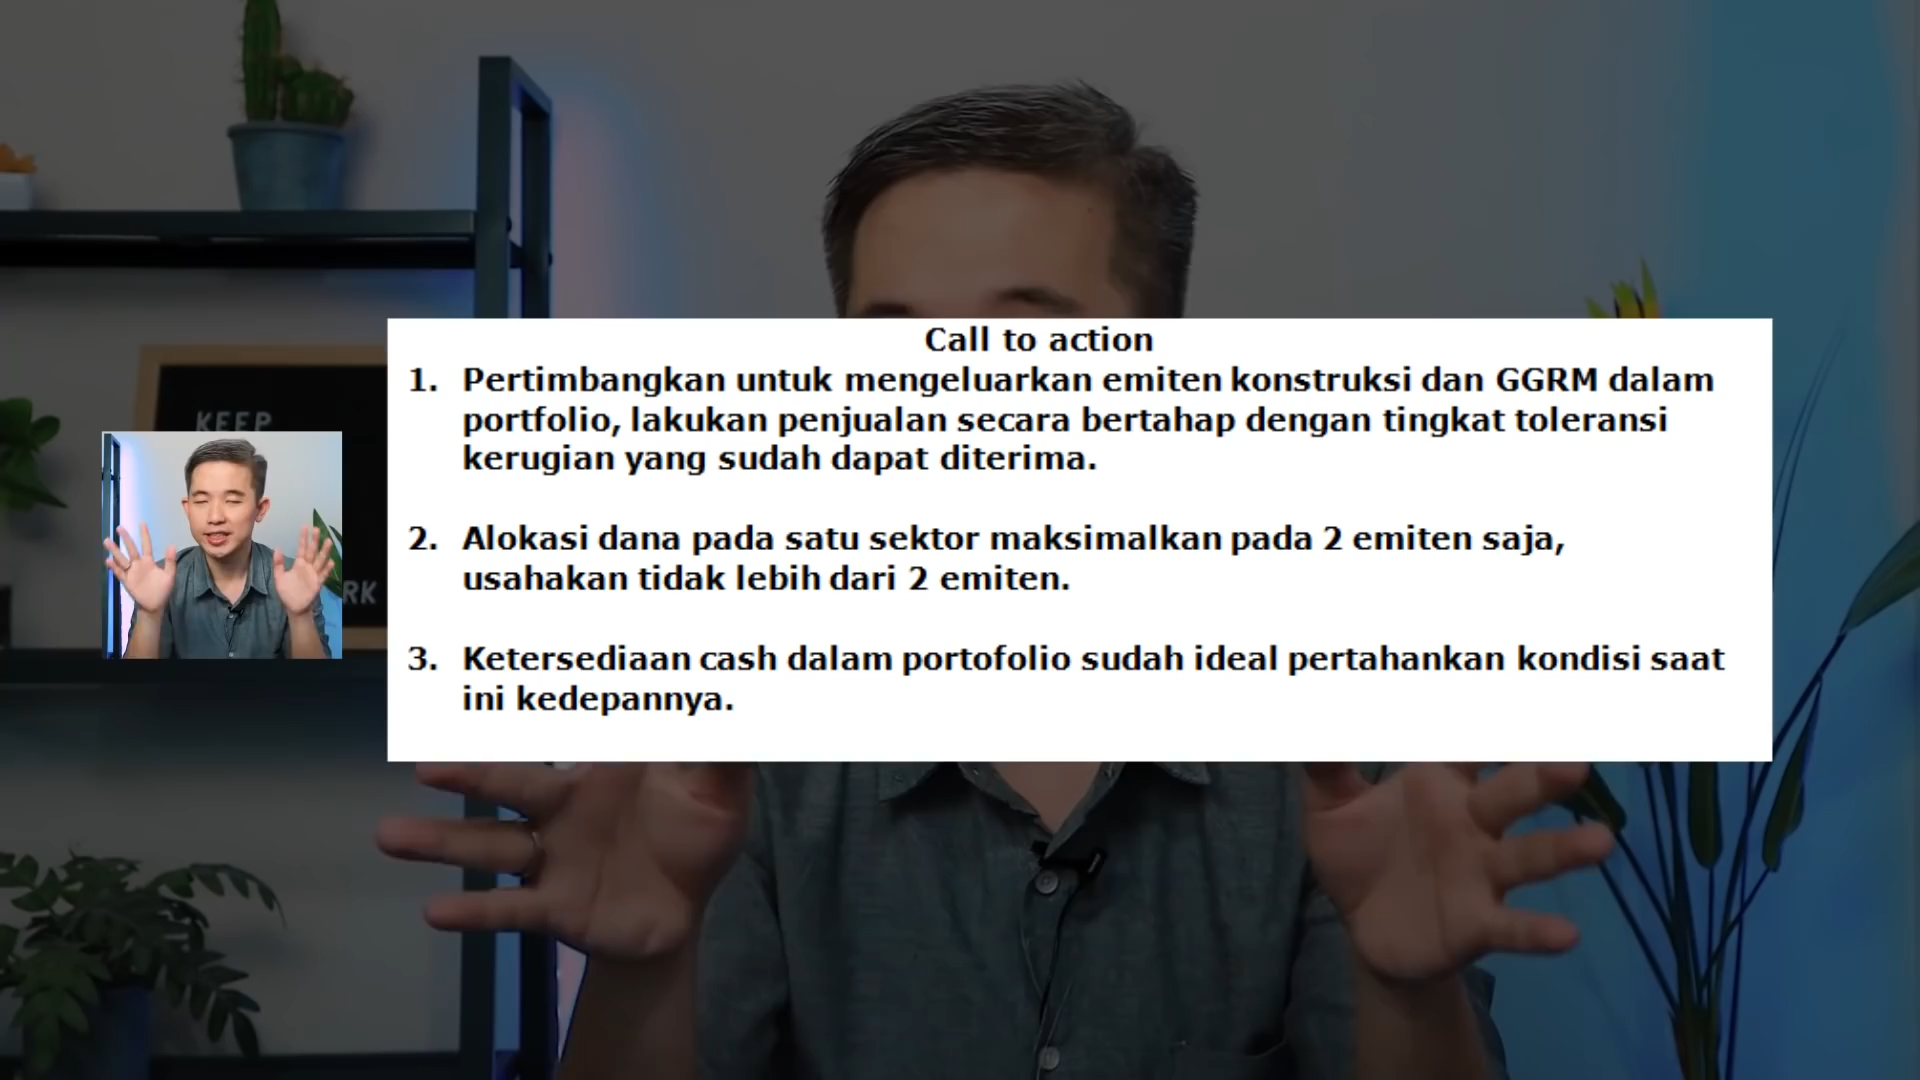 KEEP
RK
Call to action
1. Pertimbangkan untuk mengeluarkan emiten konstruksi dan GGRM dalam
portfolio, lakukan penjualan secara bertahap dengan tingkat toleransi
kerugian yang sudah dapat diterima.
2. Alokasi dana pada satu sektor maksimalkan pada 2 emiten saja,
usahakan tidak lebih dari 2 emiten.
3. Ketersediaan cash dalam portofolio sudah ideal pertahankan kondisi saat
ini kedepannya.